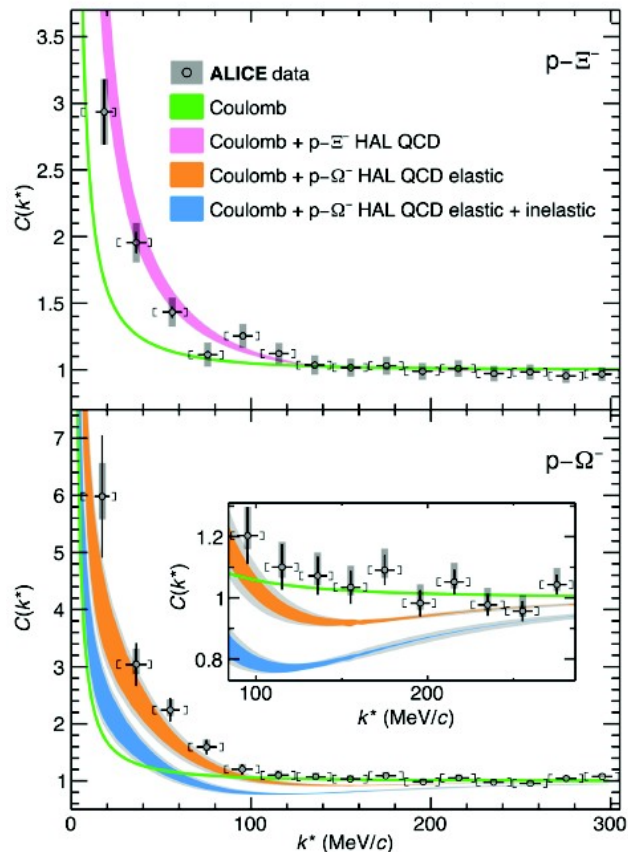 3.5
p–Ξ⁻
ALICE data
3
Coulomb
Coulomb + p–Ξ⁻ HAL QCD
2.5
Coulomb + p–Ω⁻ HAL QCD elastic
C(k*)
Coulomb + p–Ω⁻ HAL QCD elastic + inelastic
2
1.5
1
7
p–Ω⁻
6
1.2
5
C(k*)
1
C(k*)
4
0.8
3
100 200
k* (MeV/c)
2
1
0 100 200 300
k* (MeV/c)